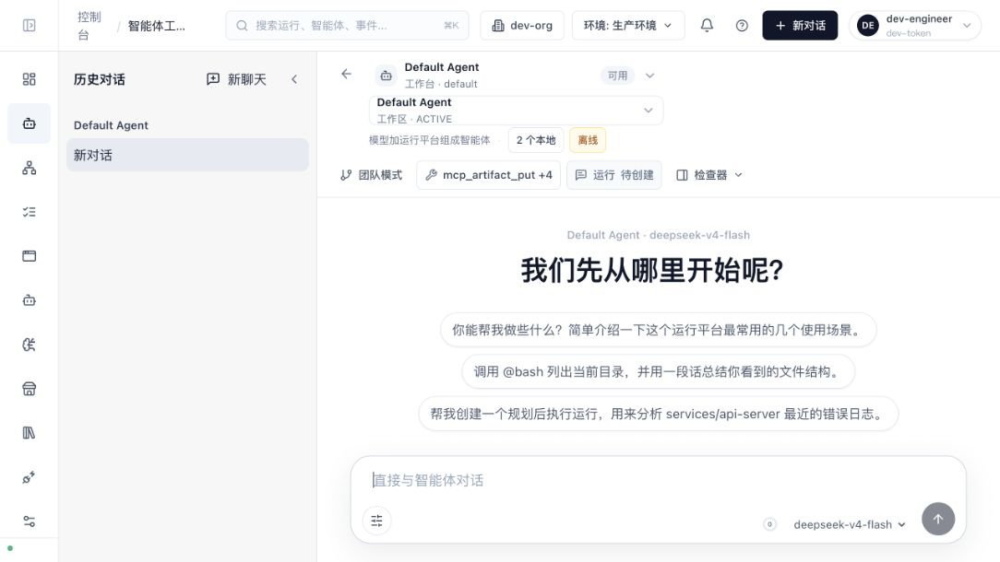 控制
台
/
智能体工...
搜索运行、智能体、事件...
⌘K
dev-org
环境: 生产环境
+ 新对话
DE
dev-engineer
dev-token
历史对话
新聊天
Default Agent
新对话
Default Agent
工作台 · default
可用
Default Agent
工作区 · ACTIVE
模型加运行平台组成智能体 ·
2 个本地
离线
团队模式
mcp_artifact_put +4
运行 待创建
检查器
Default Agent · deepseek-v4-flash
我们先从哪里开始呢?
你能帮我做些什么？简单介绍一下这个运行平台最常用的几个使用场景。
调用 @bash 列出当前目录，并用一段话总结你看到的文件结构。
帮我创建一个规划后执行运行，用来分析 services/api-server 最近的错误日志。
直接与智能体对话
0
deepseek-v4-flash